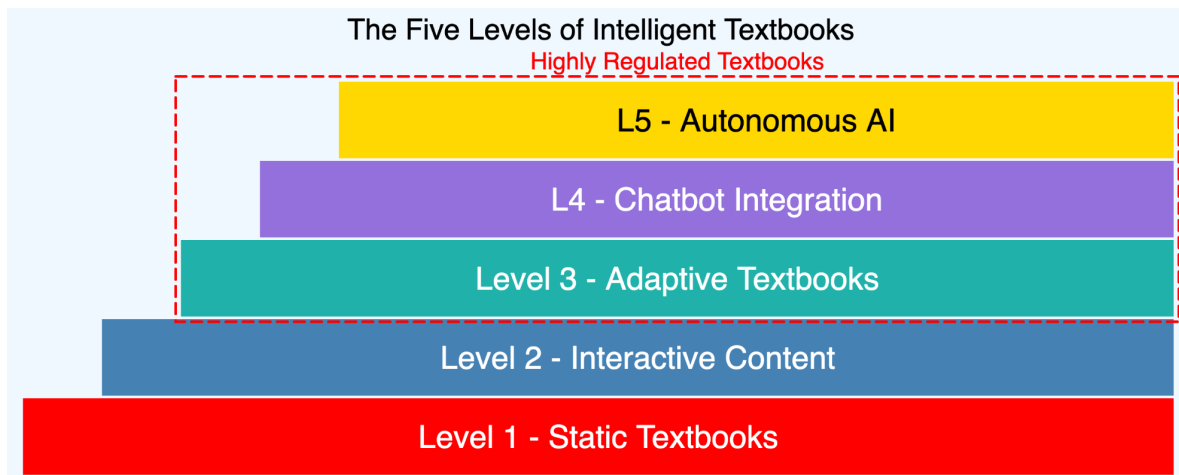 The Five Levels of Intelligent Textbooks
Highly Regulated Textbooks
L5 - Autonomous AI
L4 - Chatbot Integration
Level 3 - Adaptive Textbooks
Level 2 - Interactive Content
Level 1 - Static Textbooks